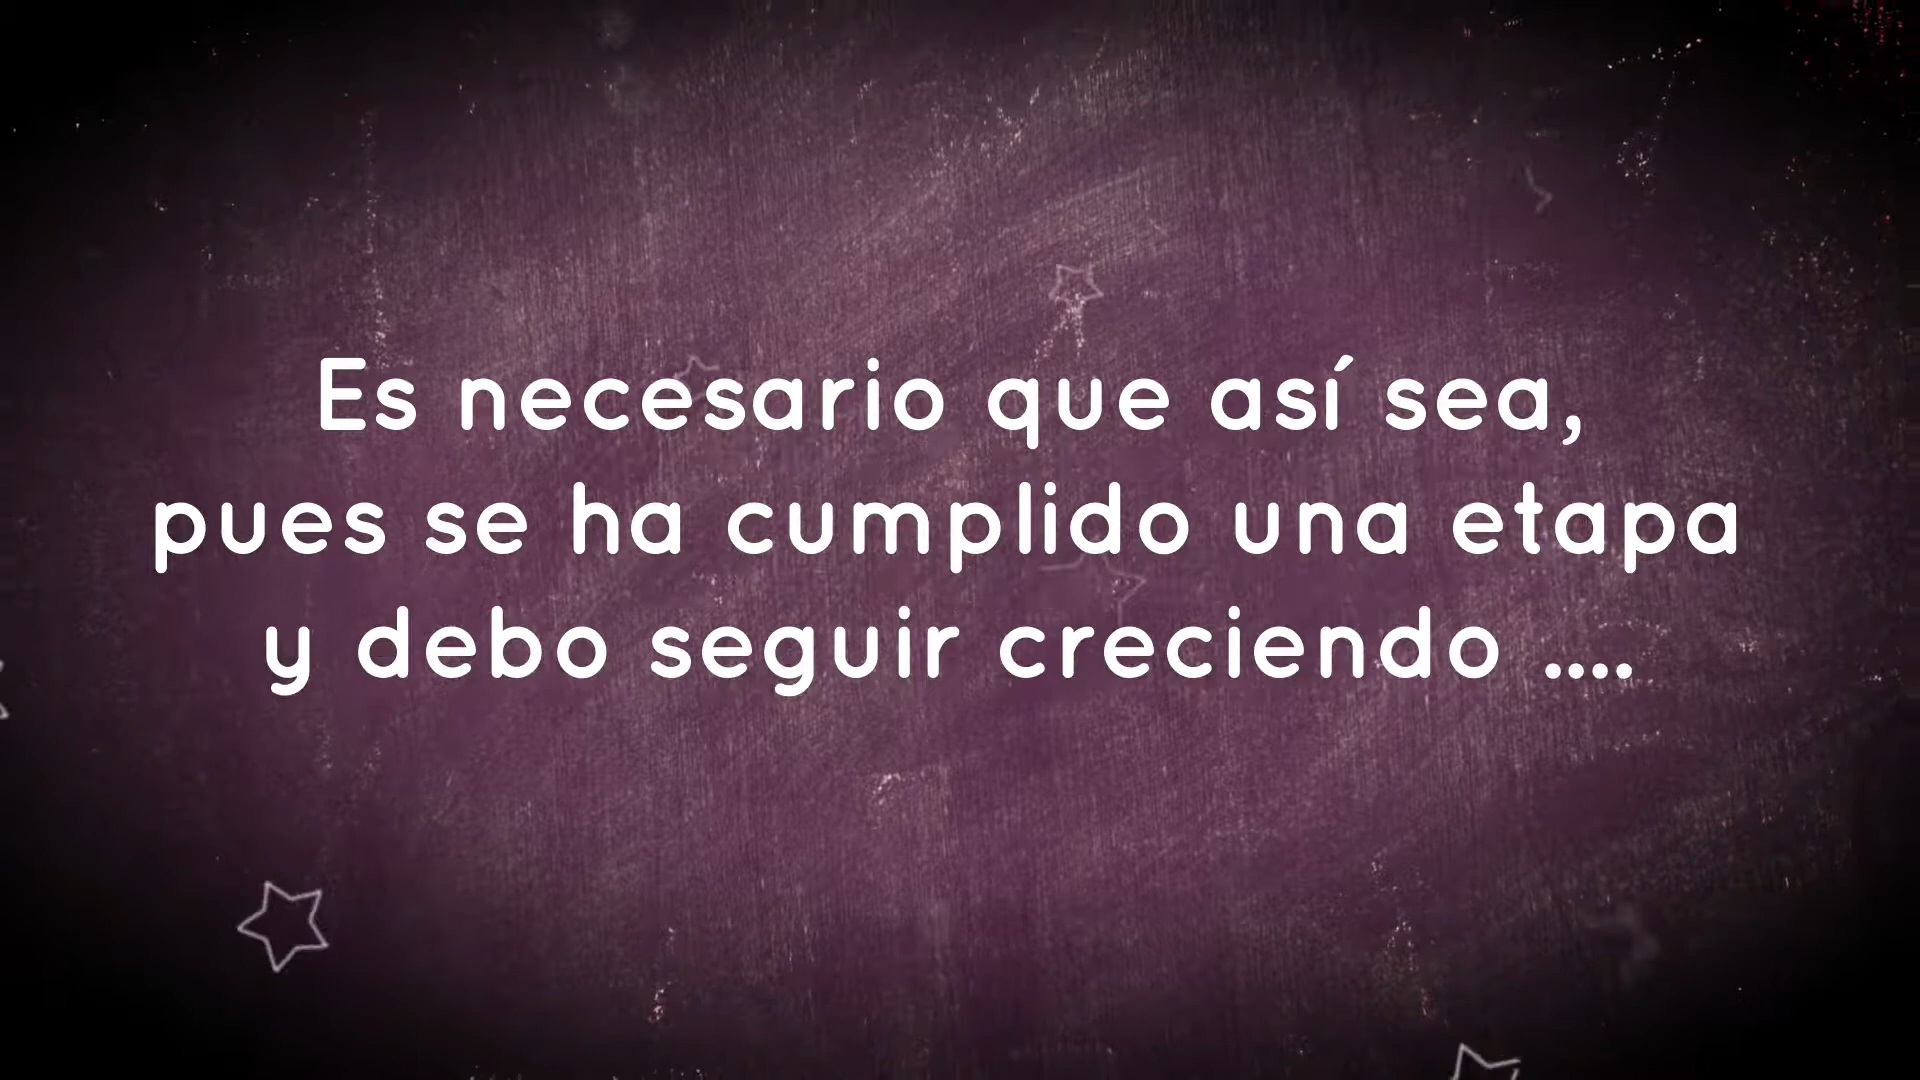 Es necesario que así sea,
pues se ha cumplido una etapa
y debo seguir creciendo ....